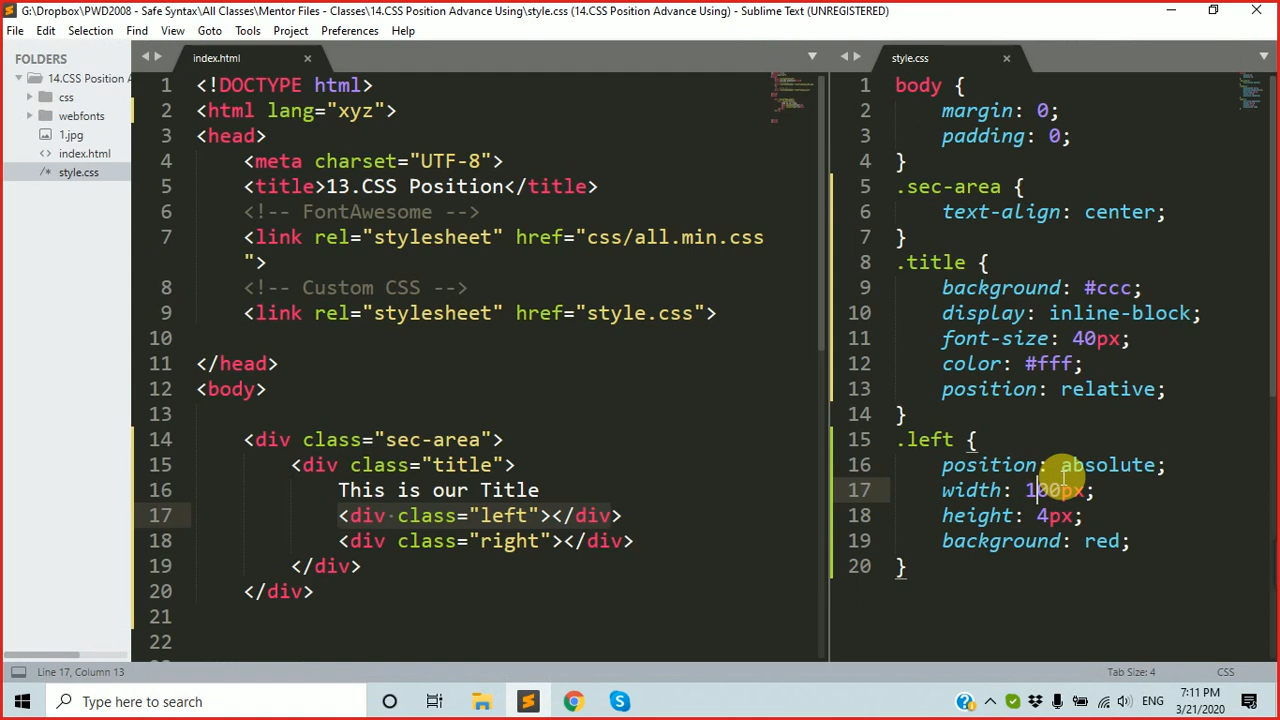 G:\Dropbox\PWD2008 - Safe Syntax\All Classes\Mentor Files - Classes\14.CSS Position Advance Using\style.css (14.CSS Position Advance Using) - Sublime Text (UNREGISTERED)
File Edit Selection Find View Goto Tools Project Preferences Help
FOLDERS
14.CSS Position A
css
webfonts
1.jpg
index.html
style.css
index.html
1 <!DOCTYPE html>
2 <html lang="xyz">
3 <head>
4 <meta charset="UTF-8">
5 <title>13.CSS Position</title>
6 <!-- FontAwesome -->
7 <link rel="stylesheet" href="css/all.min.css
">
8 <!-- Custom CSS -->
9 <link rel="stylesheet" href="style.css">
10
11 </head>
12 <body>
13
14 <div class="sec-area">
15 <div class="title">
16 This is our Title
17 <div class="left"></div>
18 <div class="right"></div>
19 </div>
20 </div>
21
22
style.css
1 body {
2 margin: 0;
3 padding: 0;
4 }
5 .sec-area {
6 text-align: center;
7 }
8 .title {
9 background: #ccc;
10 display: inline-block;
11 font-size: 40px;
12 color: #fff;
13 position: relative;
14 }
15 .left {
16 position: absolute;
17 width: 100px;
18 height: 4px;
19 background: red;
20 }
Line 17, Column 13
Tab Size: 4
CSS
Type here to search
ENG
7:11 PM
3/21/2020